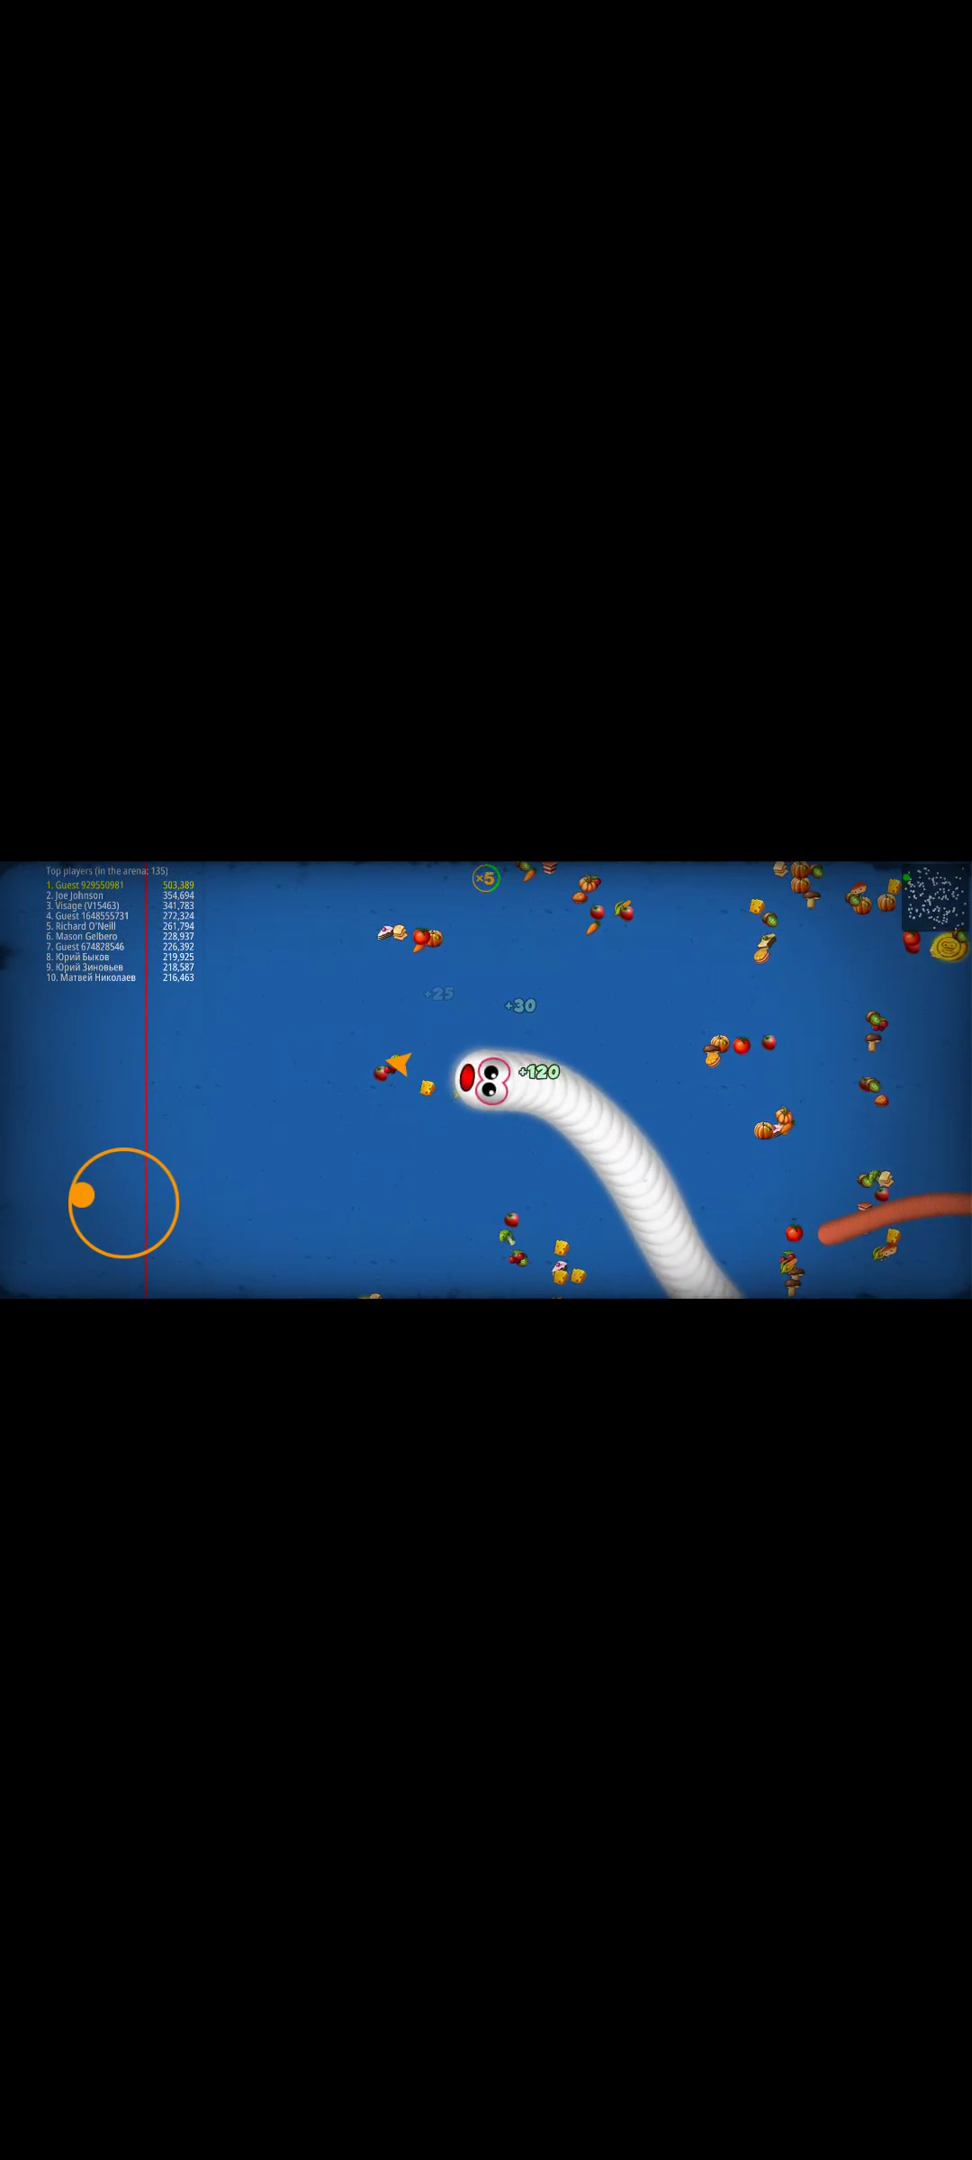 Top players (in the arena: 135)
1. Guest 929550981 503,389
2. Joe Johnson 354,694
3. Visage (V15463) 341,783
4. Guest 1648555731 272,324
5. Richard O'Neill 261,794
6. Mason Gelbero 228,937
7. Guest 674828546 226,392
8. Юрий Быков 219,925
9. Юрий Зиновьев 218,587
10. Матвей Николаев 216,463
×5
+25
+30
+120